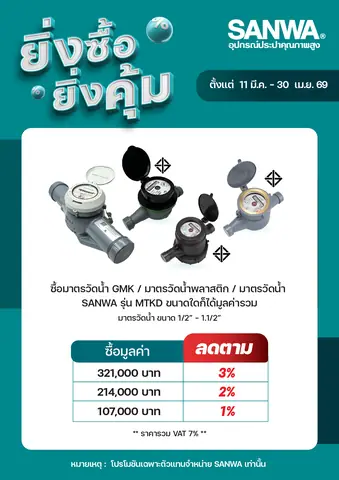 ยิ่งซื้อ
ยิ่งคุ้ม
SANWA®
อุปกรณ์ประปาคุณภาพสูง
ตั้งแต่ 11 มี.ค. - 30 เม.ย. 69
ซื้อมาตรวัดน้ำ GMK / มาตรวัดน้ำพลาสติก / มาตรวัดน้ำ
SANWA รุ่น MTKD ขนาดใดก็ได้มูลค่ารวม
มาตรวัดน้ำ ขนาด 1/2" - 1.1/2"
ซื้อมูลค่า ลดตาม
321,000 บาท 3%
214,000 บาท 2%
107,000 บาท 1%
** ราคารวม VAT 7% **
หมายเหตุ : โปรโมชันเฉพาะตัวแทนจำหน่าย SANWA เท่านั้น